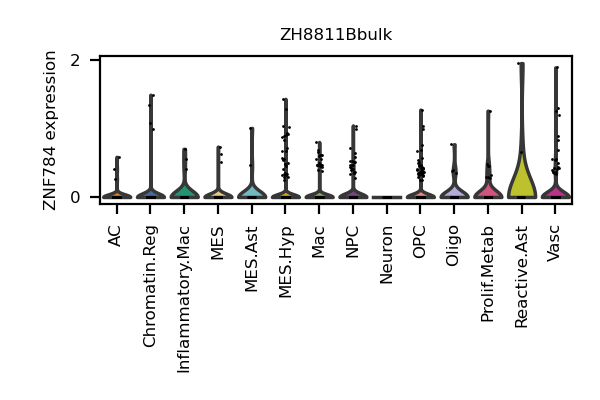 ZH8811Bbulk
ZNF784 expression
2
0
AC
Chromatin.Reg
Inflammatory.Mac
MES
MES.Ast
MES.Hyp
Mac
NPC
Neuron
OPC
Oligo
Prolif.Metab
Reactive.Ast
Vasc